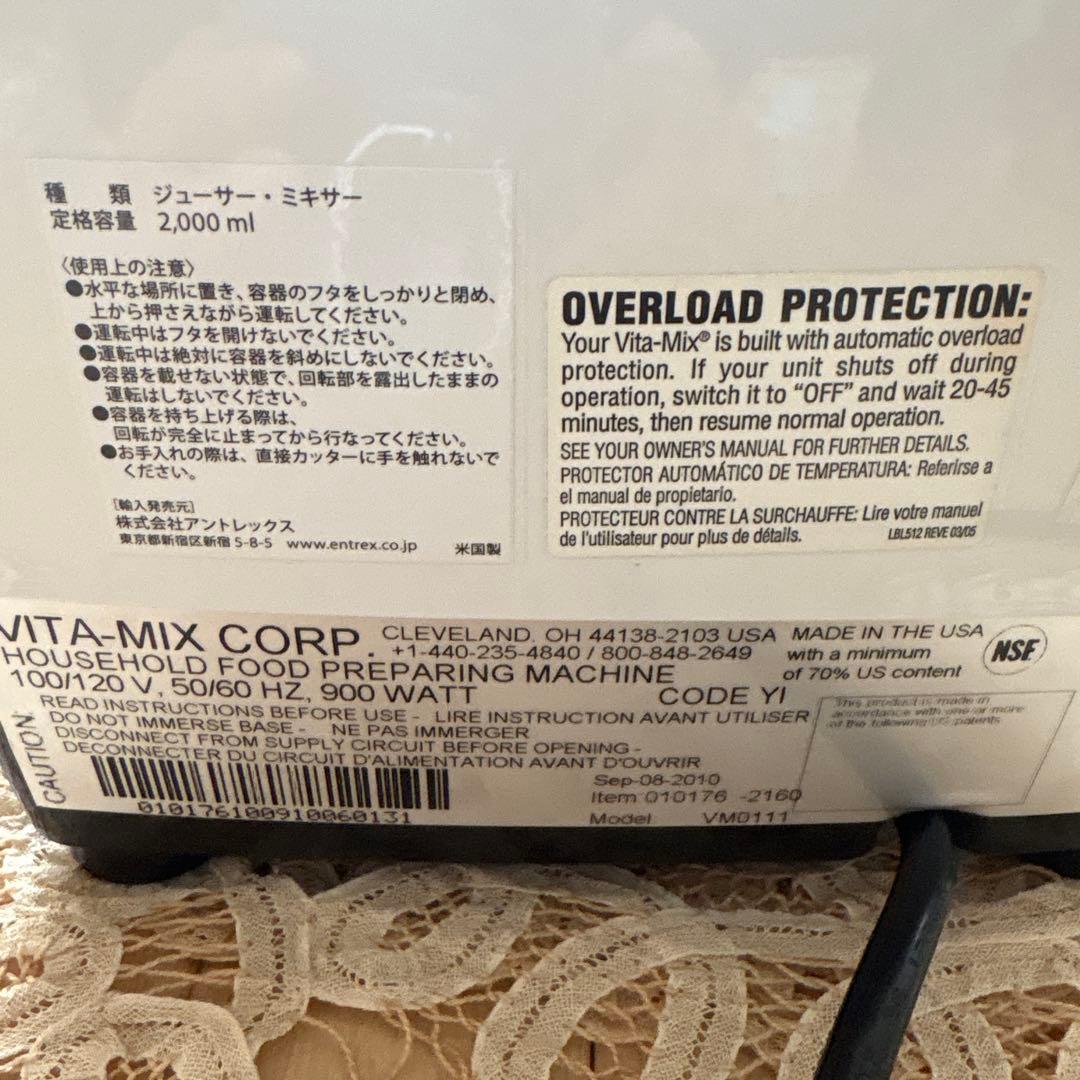 種　類　ジューサー・ミキサー
定格容量　2,000 ml
〈使用上の注意〉
●水平な場所に置き、容器のフタをしっかりと閉め、
上から押さえながら運転してください。
●運転中はフタを開けないでください。
●運転中は絶対に容器を斜めにしないでください。
●容器を載せない状態で、回転部を露出したままの
運転はしないでください。
●容器を持ち上げる際は、
回転が完全に止まってから行なってください。
●お手入れの際は、直接カッターに手を触れないで
ください。
［輸入発売元］
株式会社アントレックス
東京都新宿区新宿 5-8-5　www.entrex.co.jp　米国製
OVERLOAD PROTECTION:
Your Vita-Mix® is built with automatic overload
protection. If your unit shuts off during
operation, switch it to “OFF” and wait 20-45
minutes, then resume normal operation.
SEE YOUR OWNER'S MANUAL FOR FURTHER DETAILS.
PROTECTOR AUTOMÁTICO DE TEMPERATURA: Referirse a
el manual de propietario.
PROTECTEUR CONTRE LA SURCHAUFFE: Lire votre manuel
de l'utilisateur pour plus de détails.
LBL512 REVE 03/05
VITA-MIX CORP.
CLEVELAND. OH 44138-2103 USA
+1-440-235-4840 / 800-848-2649
MADE IN THE USA
with a minimum
of 70% US content
NSF
HOUSEHOLD FOOD PREPARING MACHINE
100/120 V, 50/60 HZ, 900 WATT
CODE YI
CAUTION
READ INSTRUCTIONS BEFORE USE - LIRE INSTRUCTION AVANT UTILISER
DO NOT IMMERSE BASE - NE PAS IMMERGER
DISCONNECT FROM SUPPLY CIRCUIT BEFORE OPENING -
DECONNECTER DU CIRCUIT D'ALIMENTATION AVANT D'OUVRIR
This product is made in
accordance with one or more
of the following US patents
Sep-08-2010
Item 010176 -2160
Model VM0111
010176100910060131